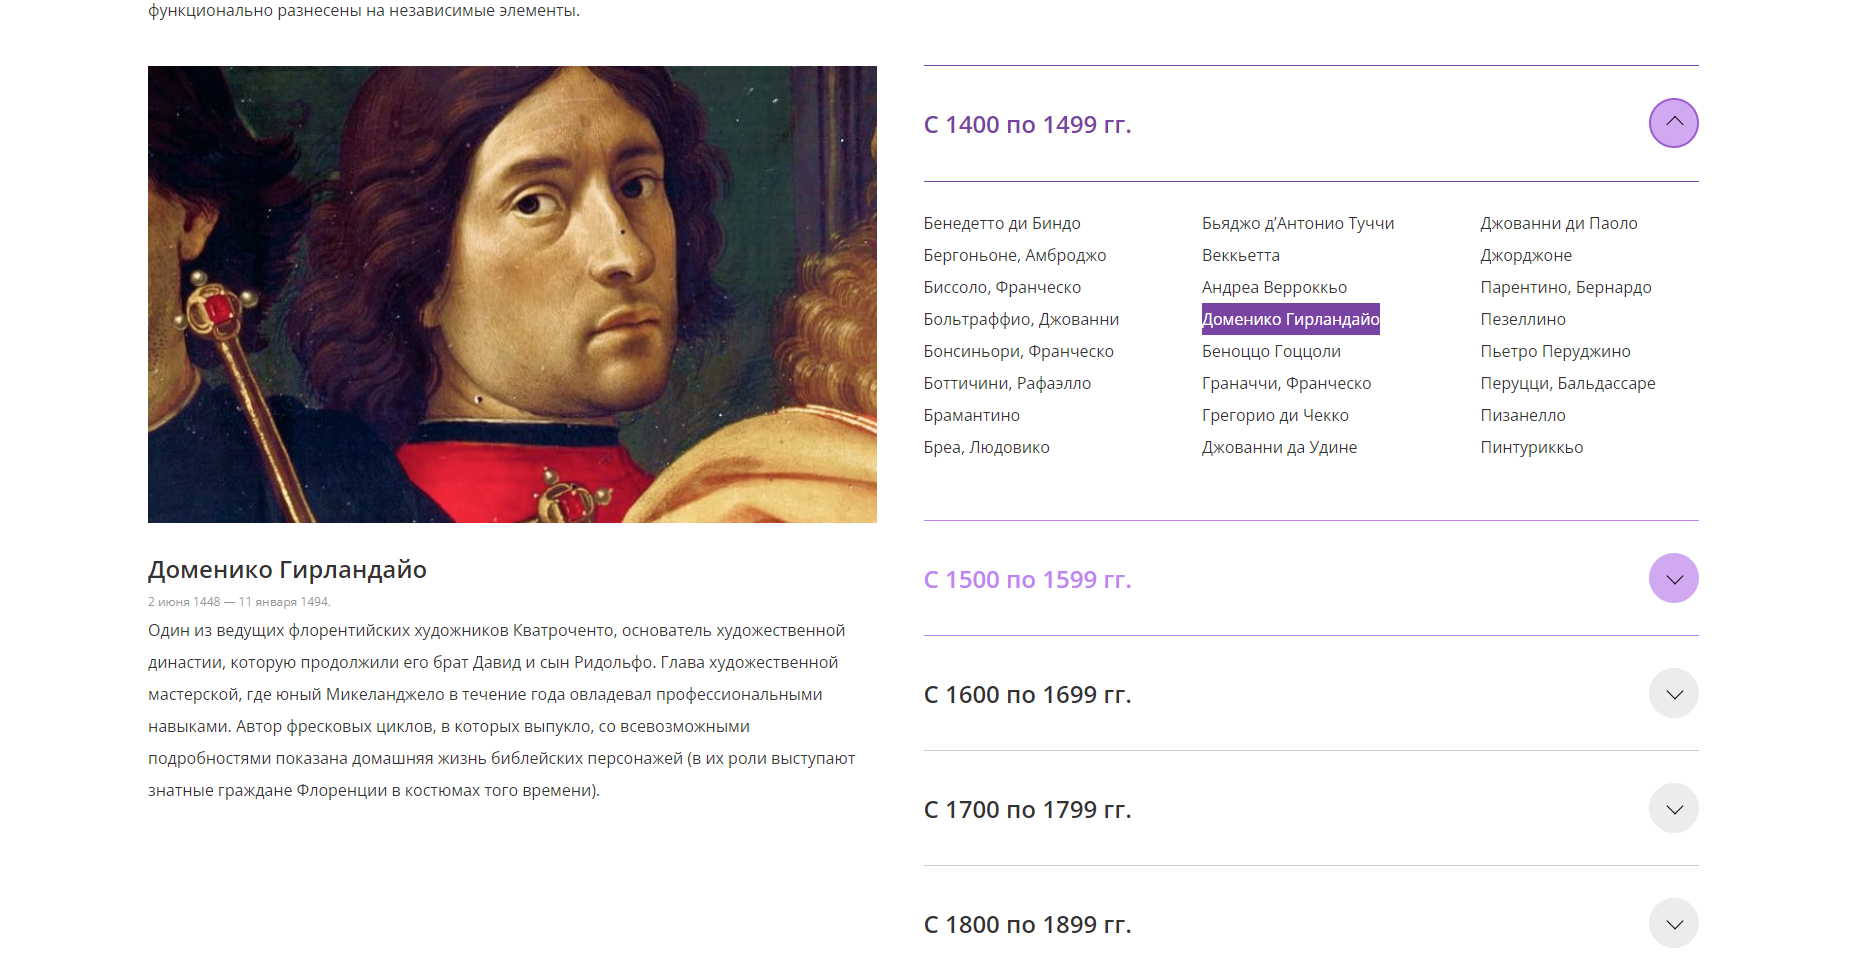 функционально разнесены на независимые элементы.
Доменико Гирландайо
2 июня 1448 — 11 января 1494.
Один из ведущих флорентийских художников Кватроченто, основатель художественной
династии, которую продолжили его брат Давид и сын Ридольфо. Глава художественной
мастерской, где юный Микеланджело в течение года овладевал профессиональными
навыками. Автор фресковых циклов, в которых выпукло, со всевозможными
подробностями показана домашняя жизнь библейских персонажей (в их роли выступают
знатные граждане Флоренции в костюмах того времени).
С 1400 по 1499 гг.
Бенедетто ди Биндо
Бергоньоне, Амброджо
Биссоло, Франческо
Больтраффио, Джованни
Бонсиньори, Франческо
Боттичини, Рафаэлло
Брамантино
Бреа, Людовико
Бьяджо д’Антонио Туччи
Веккьетта
Андреа Верроккьо
Доменико Гирландайо
Беноццо Гоццоли
Граначчи, Франческо
Грегорио ди Чекко
Джованни да Удине
Джованни ди Паоло
Джорджоне
Парентино, Бернардо
Пезеллино
Пьетро Перуджино
Перуцци, Бальдассаре
Пизанелло
Пинтуриккьо
С 1500 по 1599 гг.
С 1600 по 1699 гг.
С 1700 по 1799 гг.
С 1800 по 1899 гг.